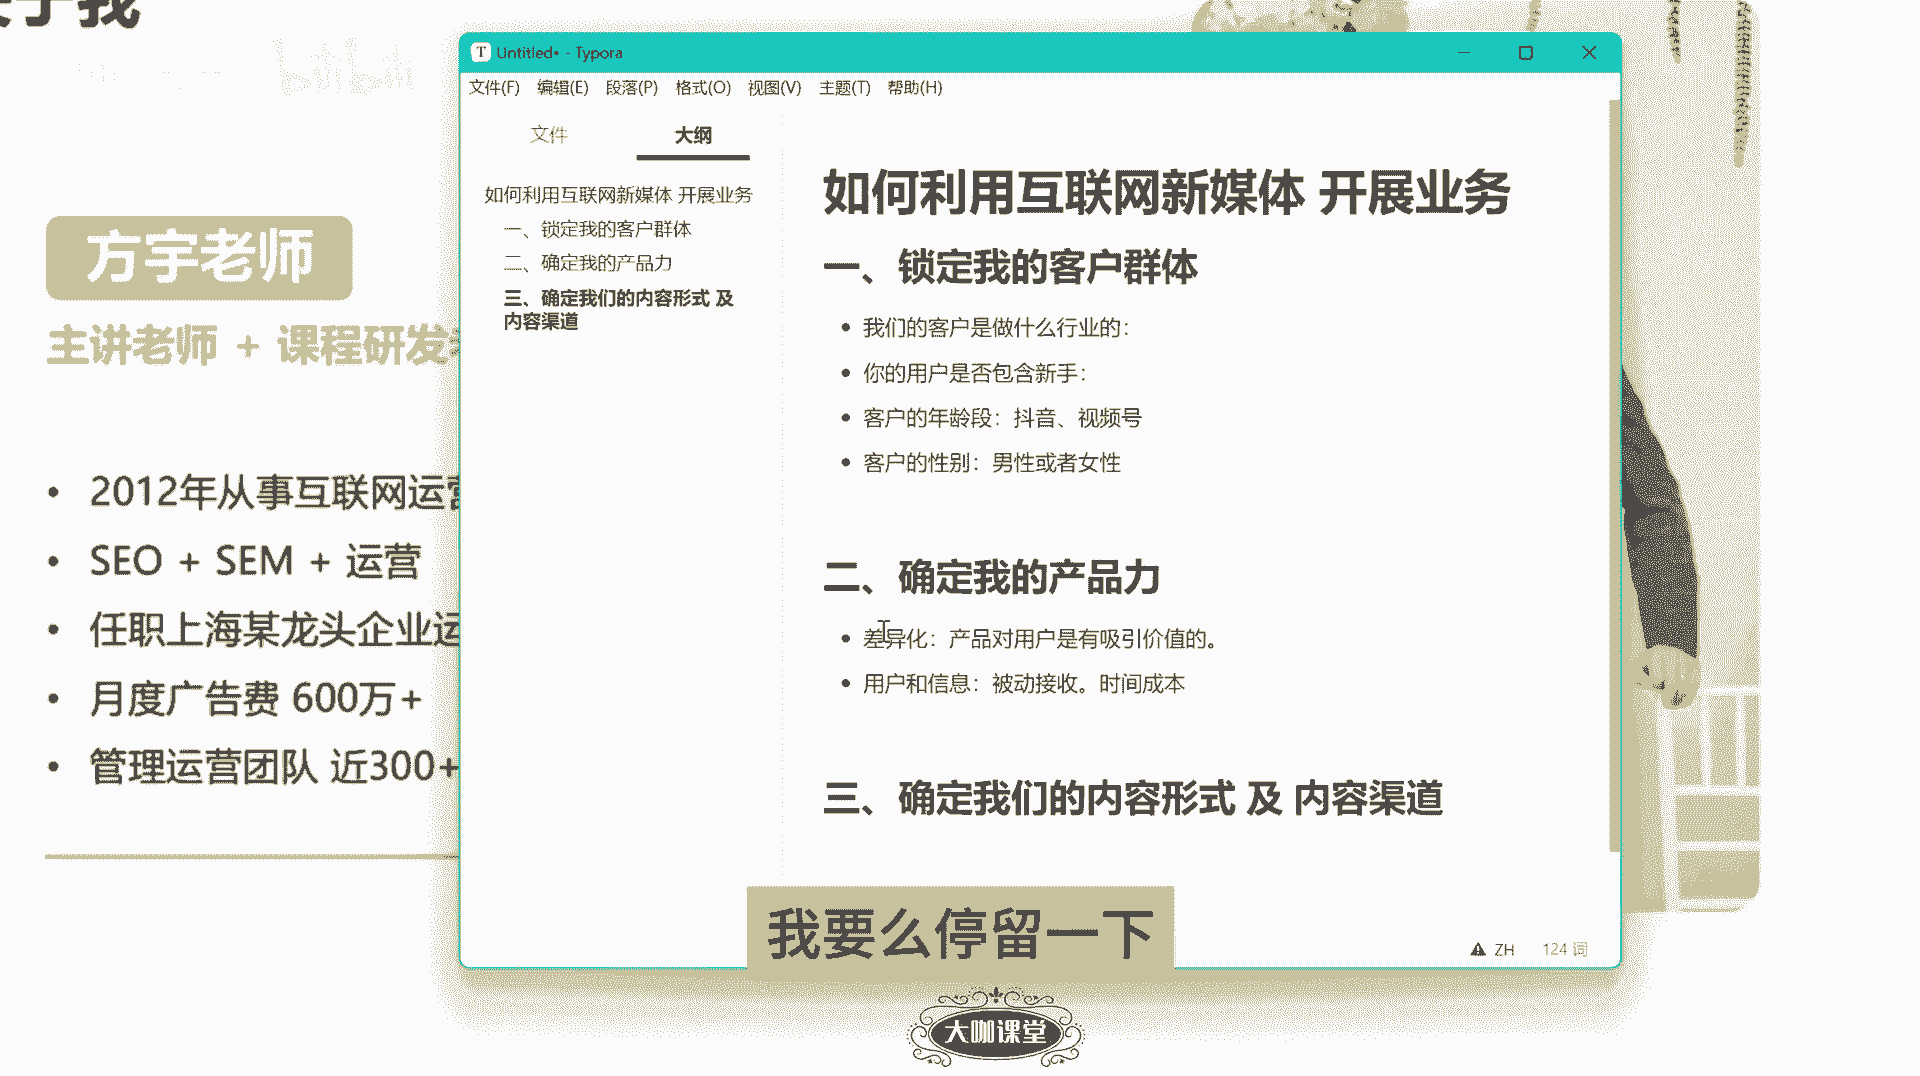 关于我
bilibili
方宇老师
主讲老师 + 课程研发
2012年从事互联网运营
SEO + SEM + 运营
任职上海某龙头企业运
月度广告费 600万+
管理运营团队 近300+
T Untitled• - Typora
文件(F) 编辑(E) 段落(P) 格式(O) 视图(V) 主题(T) 帮助(H)
文件 大纲
如何利用互联网新媒体 开展业务
一、锁定我的客户群体
二、确定我的产品力
三、确定我们的内容形式 及
内容渠道
如何利用互联网新媒体 开展业务
一、锁定我的客户群体
• 我们的客户是做什么行业的：
• 你的用户是否包含新手：
• 客户的年龄段：抖音、视频号
• 客户的性别：男性或者女性
二、确定我的产品力
• 差异化：产品对用户是有吸引价值的。
• 用户和信息：被动接收。时间成本
三、确定我们的内容形式 及 内容渠道
我要么停留一下
ZH 124 词
大咖课堂